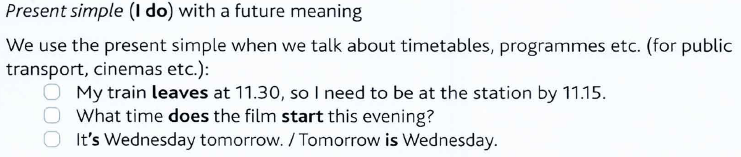 Present simple (I do) with a future meaning
We use the present simple when we talk about timetables, programmes etc. (for public
transport, cinemas etc.):
My train leaves at 11.30, so I need to be at the station by 11.15.
What time does the film start this evening?
It's Wednesday tomorrow. / Tomorrow is Wednesday.